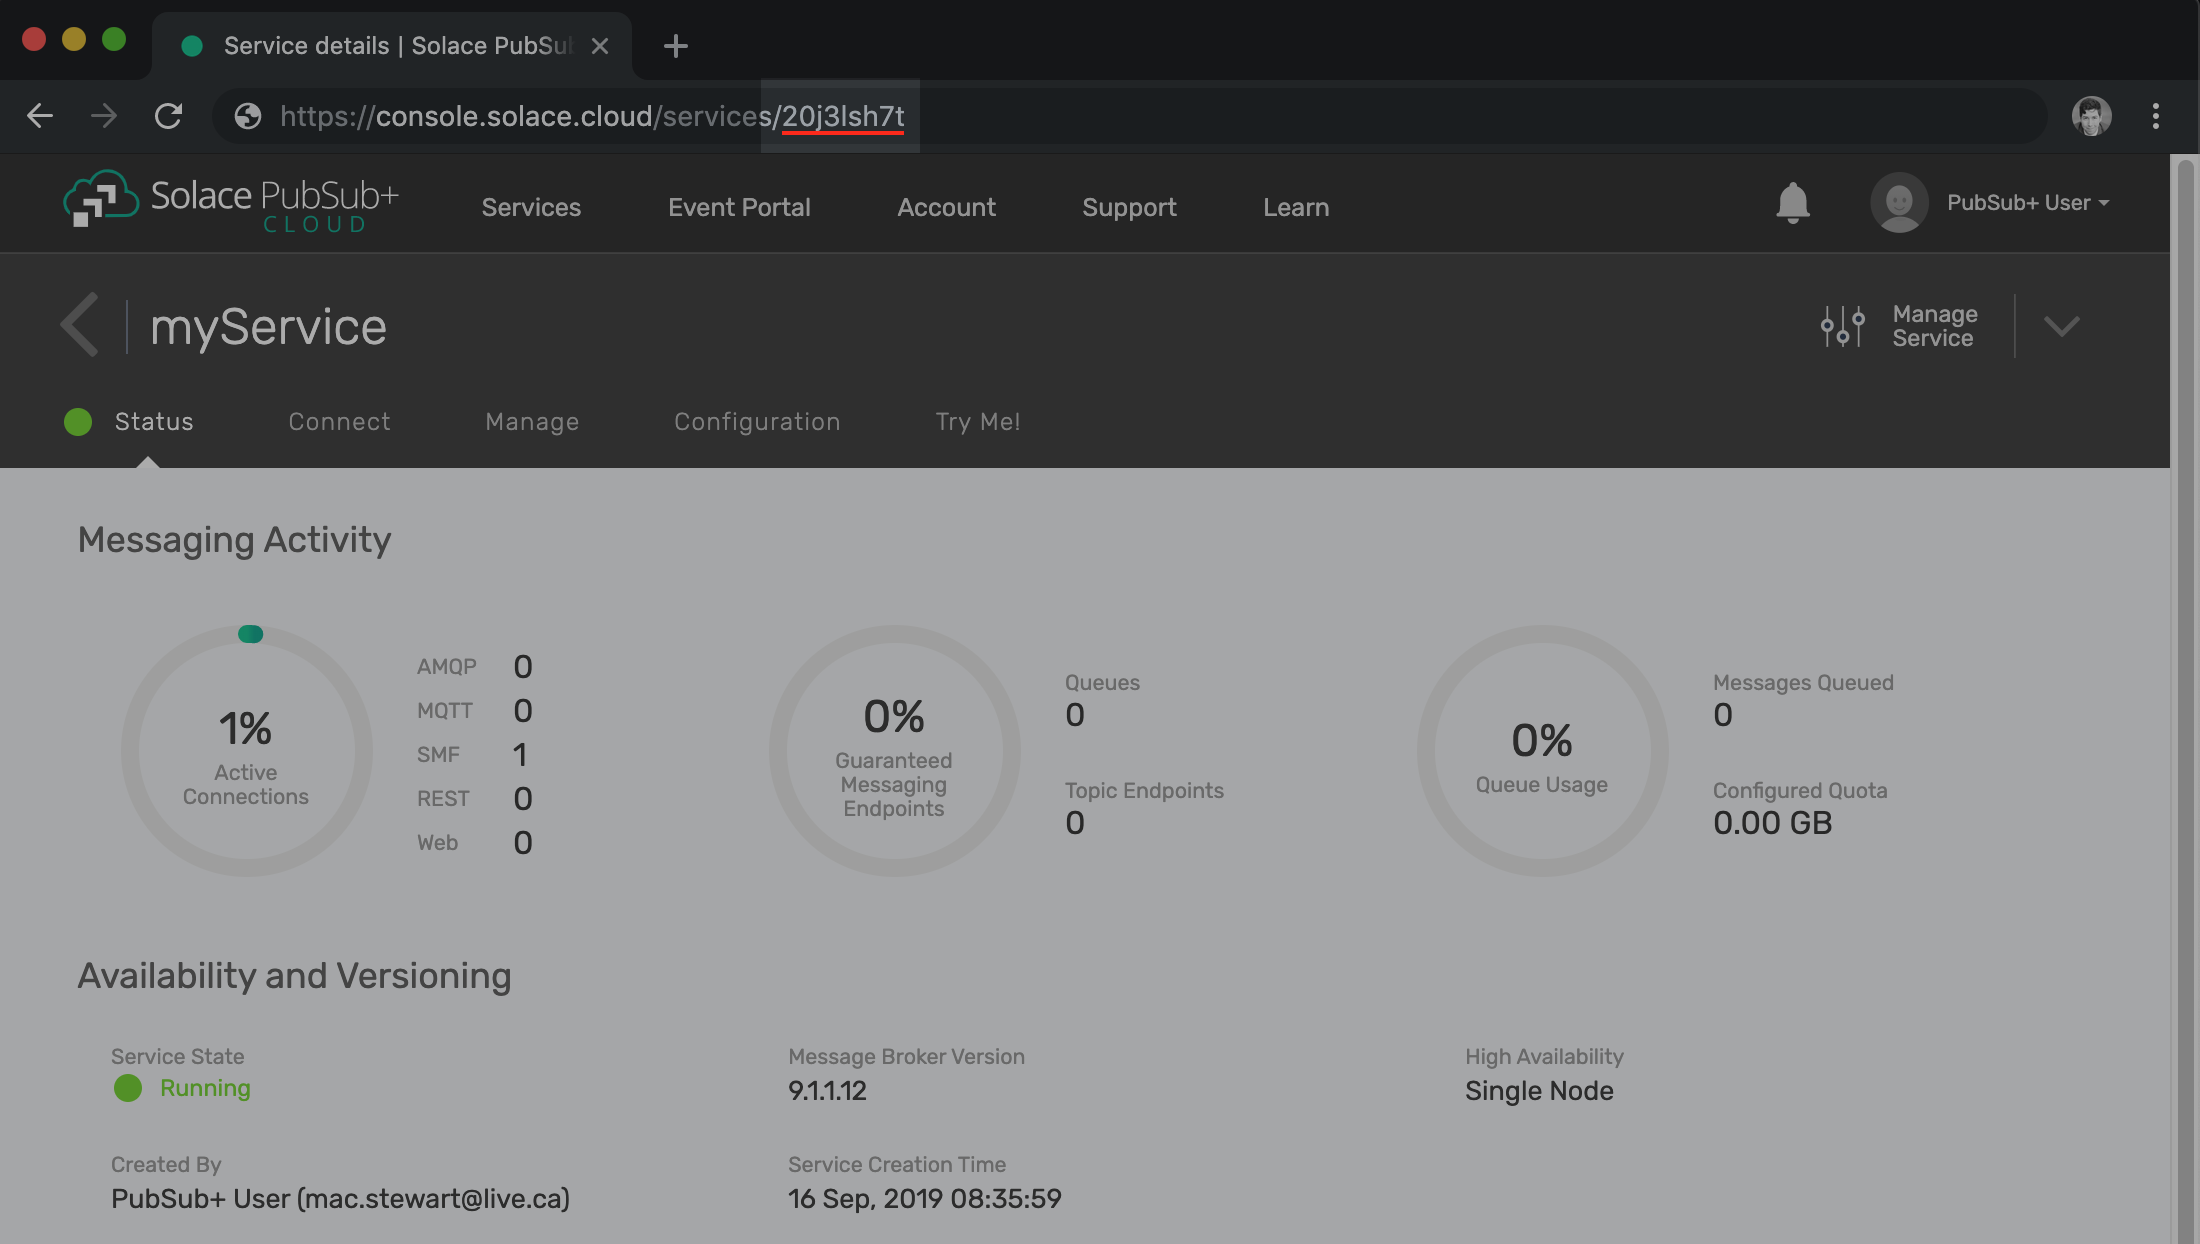 Service details | Solace PubSub
https://console.solace.cloud/services/20j3lsh7t
Solace PubSub+
CLOUD
Services
Event Portal
Account
Support
Learn
PubSub+ User
myService
Manage
Service
Status
Connect
Manage
Configuration
Try Me!
Messaging Activity
1%
Active
Connections
AMQP 0
MQTT 0
SMF 1
REST 0
Web 0
0%
Guaranteed
Messaging
Endpoints
Queues
0
Topic Endpoints
0
0%
Queue Usage
Messages Queued
0
Configured Quota
0.00 GB
Availability and Versioning
Service State
Running
Message Broker Version
9.1.1.12
High Availability
Single Node
Created By
PubSub+ User (mac.stewart@live.ca)
Service Creation Time
16 Sep, 2019 08:35:59